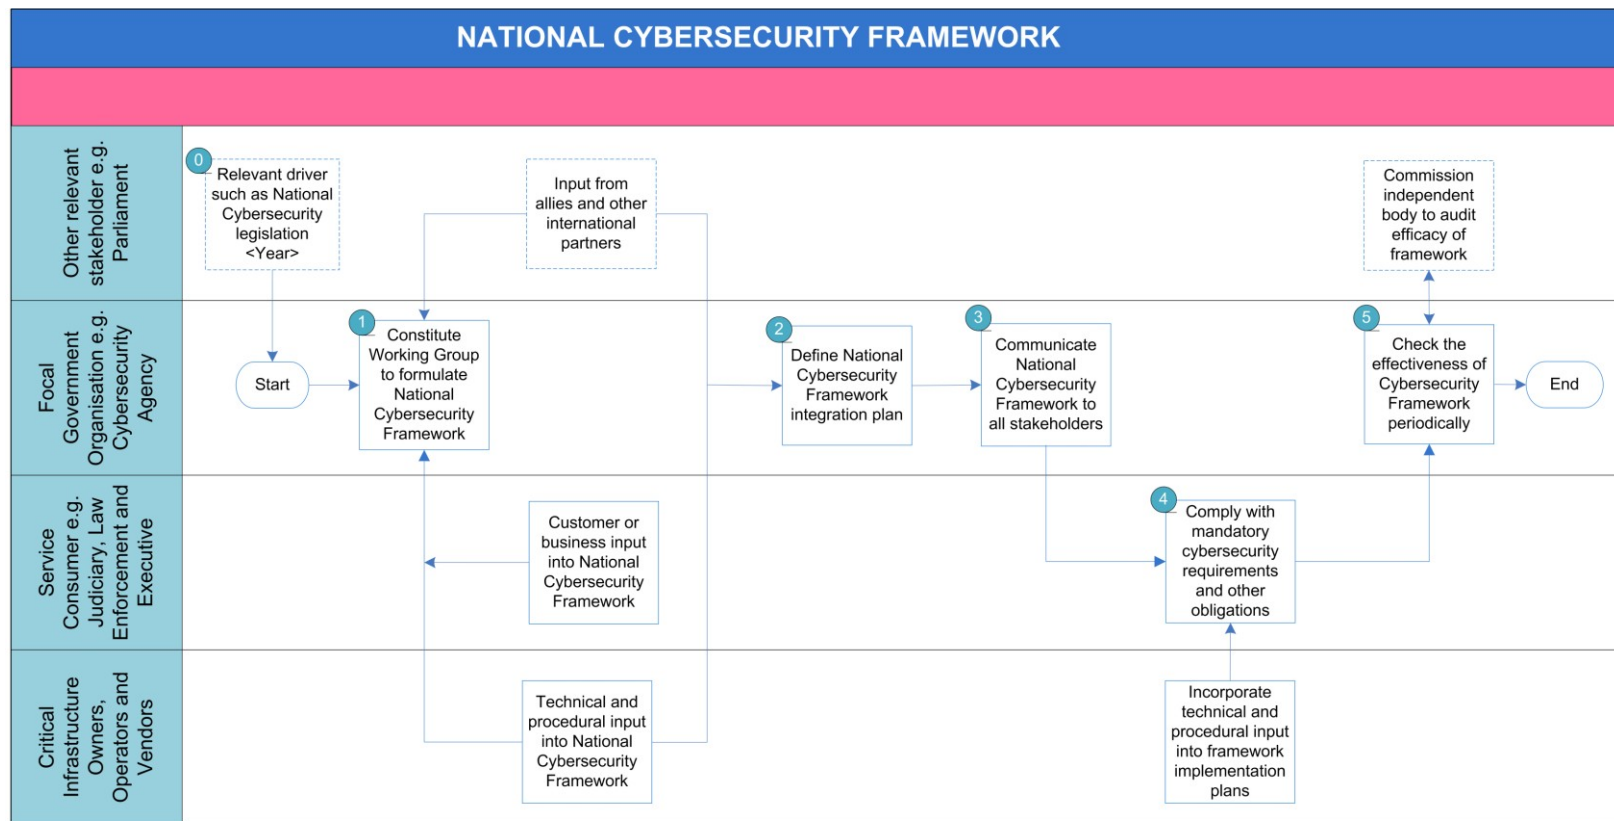 NATIONAL CYBERSECURITY FRAMEWORK
Other relevant
stakeholder e.g.
Parliament
0
Relevant driver
such as National
Cybersecurity
legislation
<Year>
Input from
allies and other
international
partners
Commission
independent
body to audit
efficacy of
framework
Focal
Government
Organisation e.g.
Cybersecurity
Agency
Start
1
Constitute
Working Group
to formulate
National
Cybersecurity
Framework
2
Define National
Cybersecurity
Framework
integration plan
3
Communicate
National
Cybersecurity
Framework to
all stakeholders
5
Check the
effectiveness of
Cybersecurity
Framework
periodically
End
Service
Consumer e.g.
Judiciary, Law
Enforcement and
Executive
Customer or
business input
into National
Cybersecurity
Framework
4
Comply with
mandatory
cybersecurity
requirements
and other
obligations
Critical
Infrastructure
Owners,
Operators and
Vendors
Technical and
procedural input
into National
Cybersecurity
Framework
Incorporate
technical and
procedural input
into framework
implementation
plans